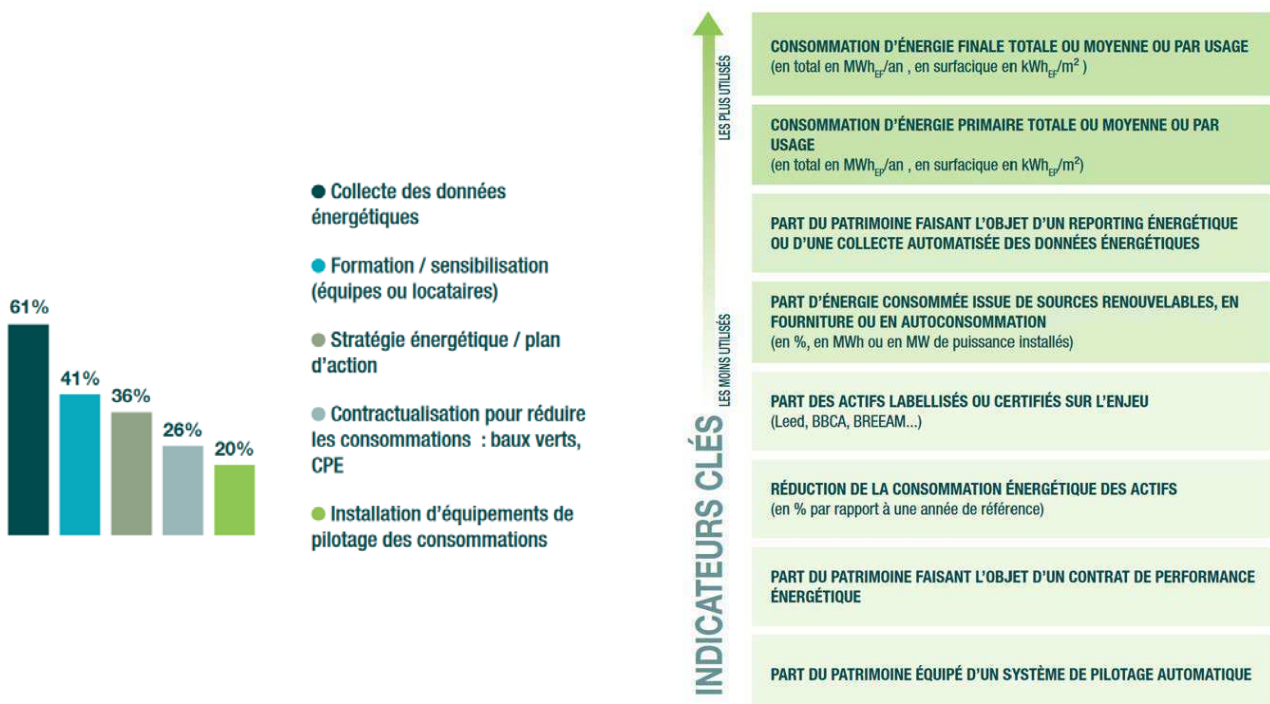 61%
41%
36%
26%
20%
● Collecte des données
énergétiques
● Formation / sensibilisation
(équipes ou locataires)
● Stratégie énergétique / plan
d'action
● Contractualisation pour réduire
les consommations : baux verts,
CPE
● Installation d'équipements de
pilotage des consommations
INDICATEURS CLÉS
LES MOINS UTILISÉS
LES PLUS UTILISÉS
CONSOMMATION D'ÉNERGIE FINALE TOTALE OU MOYENNE OU PAR USAGE
(en total en MWhEF/an , en surfacique en kWhEF/m² )
CONSOMMATION D'ÉNERGIE PRIMAIRE TOTALE OU MOYENNE OU PAR
USAGE
(en total en MWhEP/an , en surfacique en kWhEP/m²)
PART DU PATRIMOINE FAISANT L'OBJET D'UN REPORTING ÉNERGÉTIQUE
OU D'UNE COLLECTE AUTOMATISÉE DES DONNÉES ÉNERGÉTIQUES
PART D'ÉNERGIE CONSOMMÉE ISSUE DE SOURCES RENOUVELABLES, EN
FOURNITURE OU EN AUTOCONSOMMATION
(en %, en MWh ou en MW de puissance installés)
PART DES ACTIFS LABELLISÉS OU CERTIFIÉS SUR L'ENJEU
(Leed, BBCA, BREEAM...)
RÉDUCTION DE LA CONSOMMATION ÉNERGÉTIQUE DES ACTIFS
(en % par rapport à une année de référence)
PART DU PATRIMOINE FAISANT L'OBJET D'UN CONTRAT DE PERFORMANCE
ÉNERGÉTIQUE
PART DU PATRIMOINE ÉQUIPÉ D'UN SYSTÈME DE PILOTAGE AUTOMATIQUE